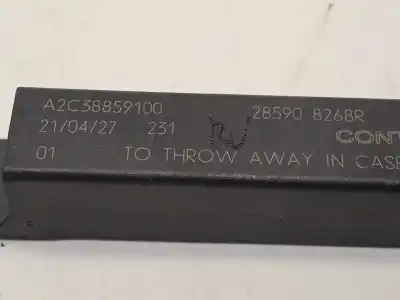 A2C38859100 28590 8268R
21/04/27 231 CONT
01 TO THROW AWAY IN CASE